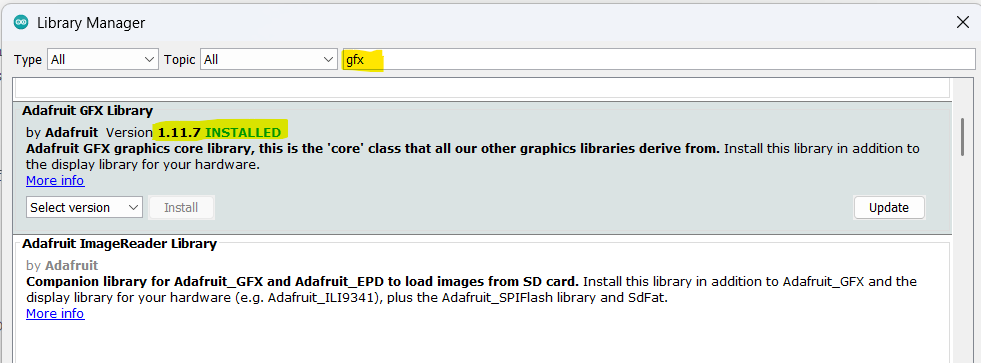 Library Manager
Type All Topic All gfx
Adafruit GFX Library
by Adafruit Version 1.11.7 INSTALLED
Adafruit GFX graphics core library, this is the 'core' class that all our other graphics libraries derive from. Install this library in addition to
the display library for your hardware.
More info
Select version Install Update
Adafruit ImageReader Library
by Adafruit
Companion library for Adafruit_GFX and Adafruit_EPD to load images from SD card. Install this library in addition to Adafruit_GFX and the
display library for your hardware (e.g. Adafruit_ILI9341), plus the Adafruit_SPIFlash library and SdFat.
More info